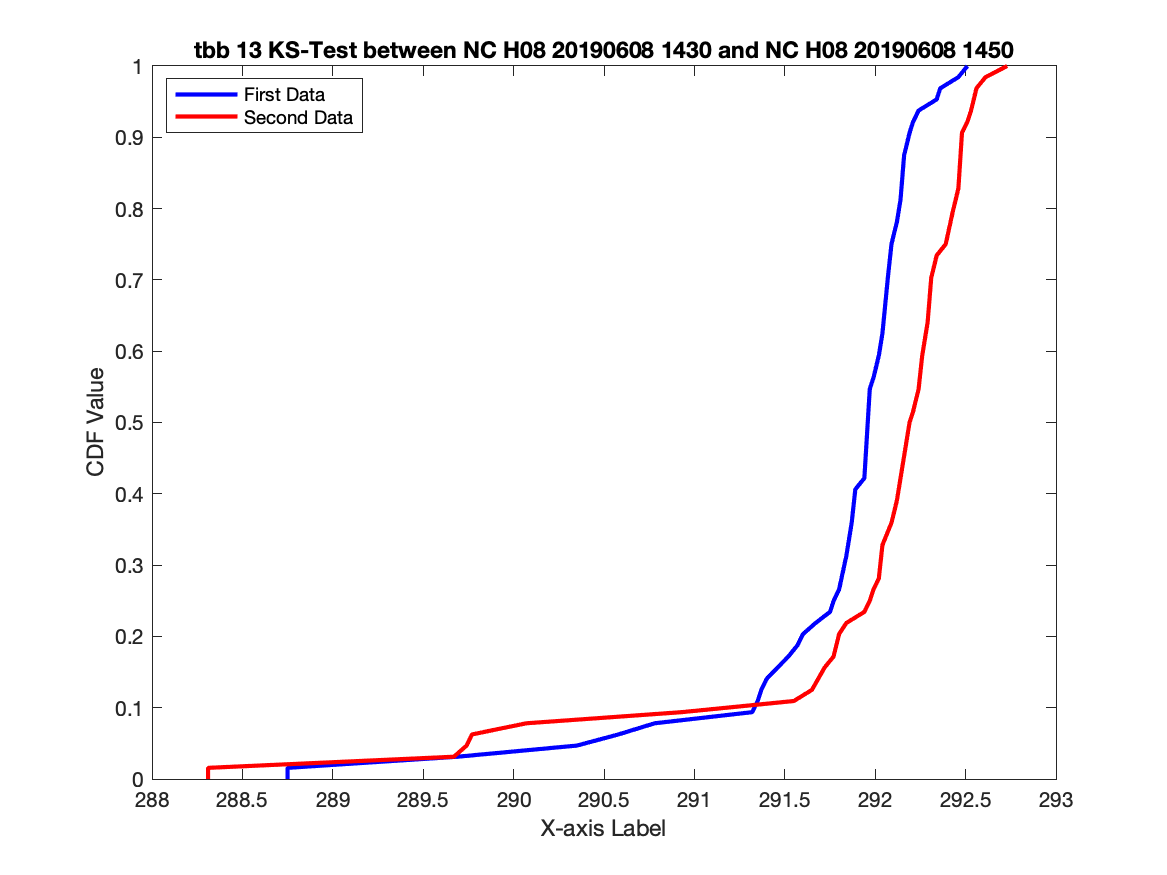 tbb 13 KS-Test between NC H08 20190608 1430 and NC H08 20190608 1450
First Data
Second Data
1
0.9
0.8
0.7
0.6
0.5
0.4
0.3
0.2
0.1
0
CDF Value
288 288.5 289 289.5 290 290.5 291 291.5 292 292.5 293
X-axis Label